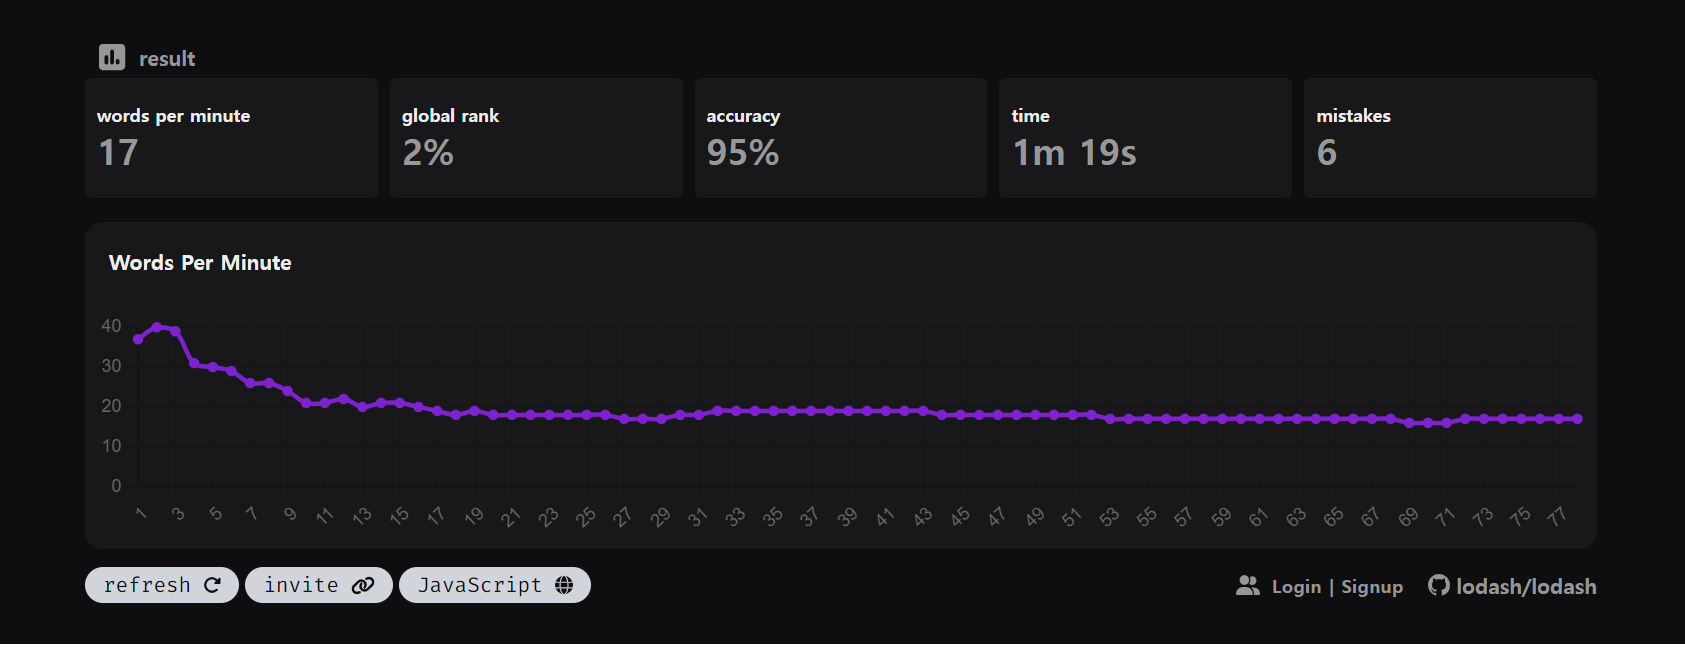 result
words per minute global rank accuracy time mistakes
17 2% 95% 1m 19s 6
Words Per Minute
40
30
20
10
0
1 3 5 7 9 11 13 15 17 19 21 23 25 27 29 31 33 35 37 39 41 43 45 47 49 51 53 55 57 59 61 63 65 67 69 71 73 75 77
refresh invite JavaScript Login | Signup lodash/lodash